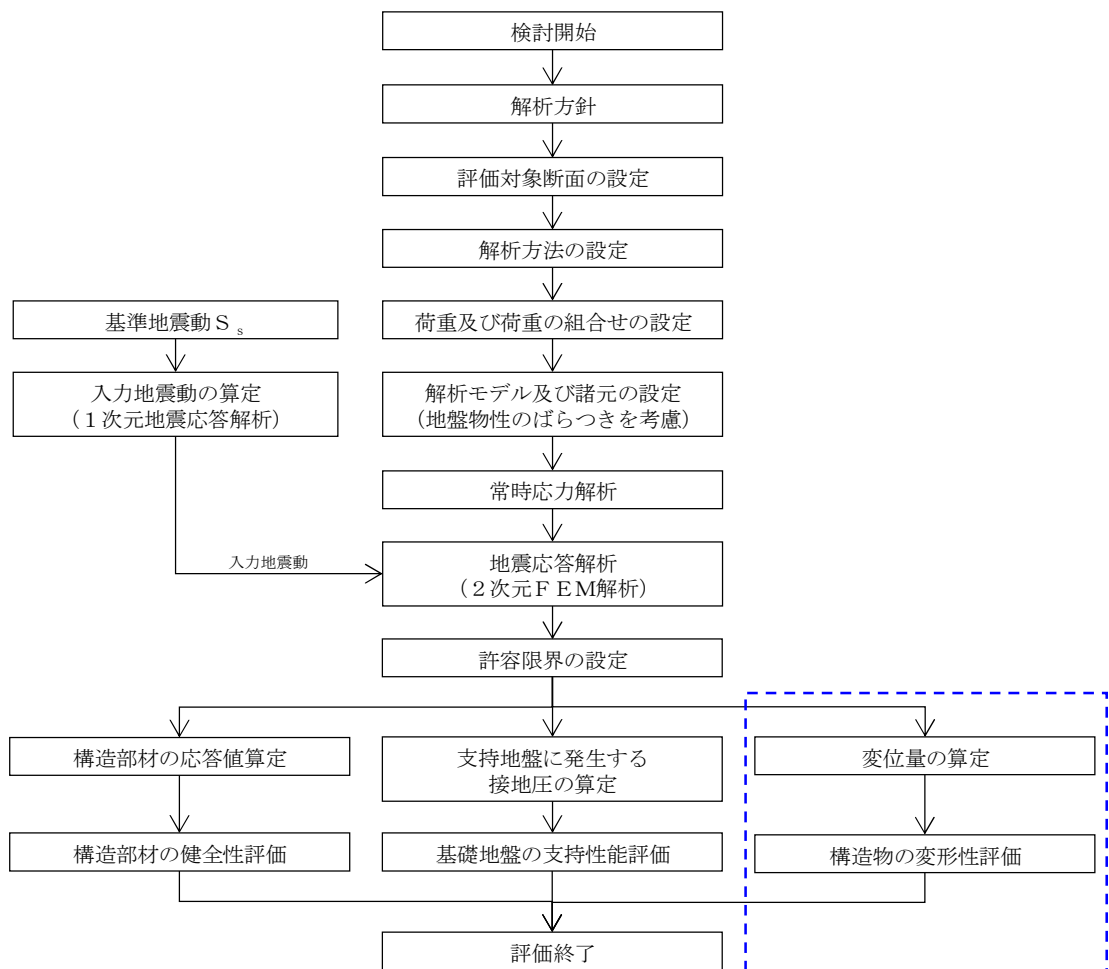 検討開始
解析方針
評価対象断面の設定
解析方法の設定
基準地震動Ｓs
荷重及び荷重の組合せの設定
入力地震動の算定
（１次元地震応答解析）
解析モデル及び諸元の設定
（地盤物性のばらつきを考慮）
常時応力解析
入力地震動
地震応答解析
（２次元ＦＥＭ解析）
許容限界の設定
構造部材の応答値算定
支持地盤に発生する
接地圧の算定
変位量の算定
構造部材の健全性評価
基礎地盤の支持性能評価
構造物の変形性評価
評価終了